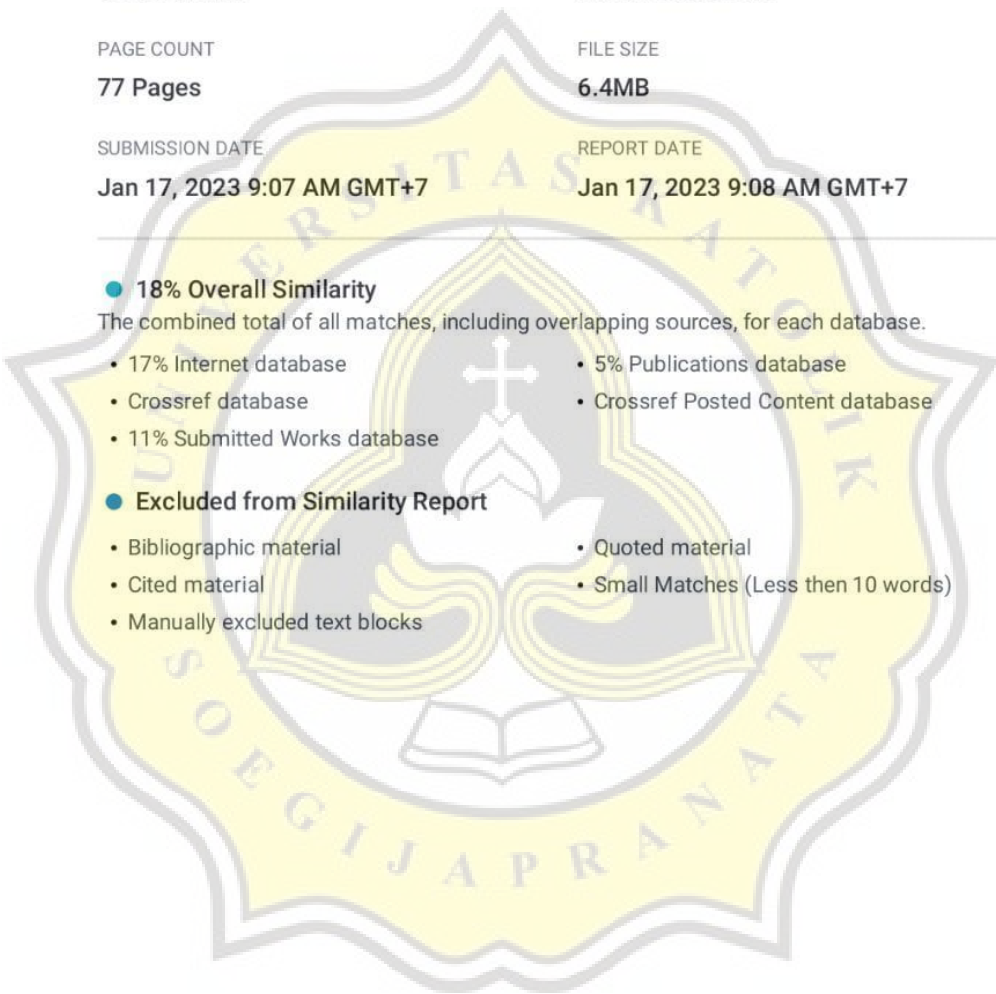 PAGE COUNT
77 Pages
FILE SIZE
6.4MB
SUBMISSION DATE
Jan 17, 2023 9:07 AM GMT+7
REPORT DATE
Jan 17, 2023 9:08 AM GMT+7
18% Overall Similarity
The combined total of all matches, including overlapping sources, for each database.
• 17% Internet database
• 5% Publications database
• Crossref database
• Crossref Posted Content database
• 11% Submitted Works database
Excluded from Similarity Report
• Bibliographic material
• Quoted material
• Cited material
• Small Matches (Less then 10 words)
• Manually excluded text blocks
UNIVERSITAS KATOLIK
SOEGIJAPRANATA